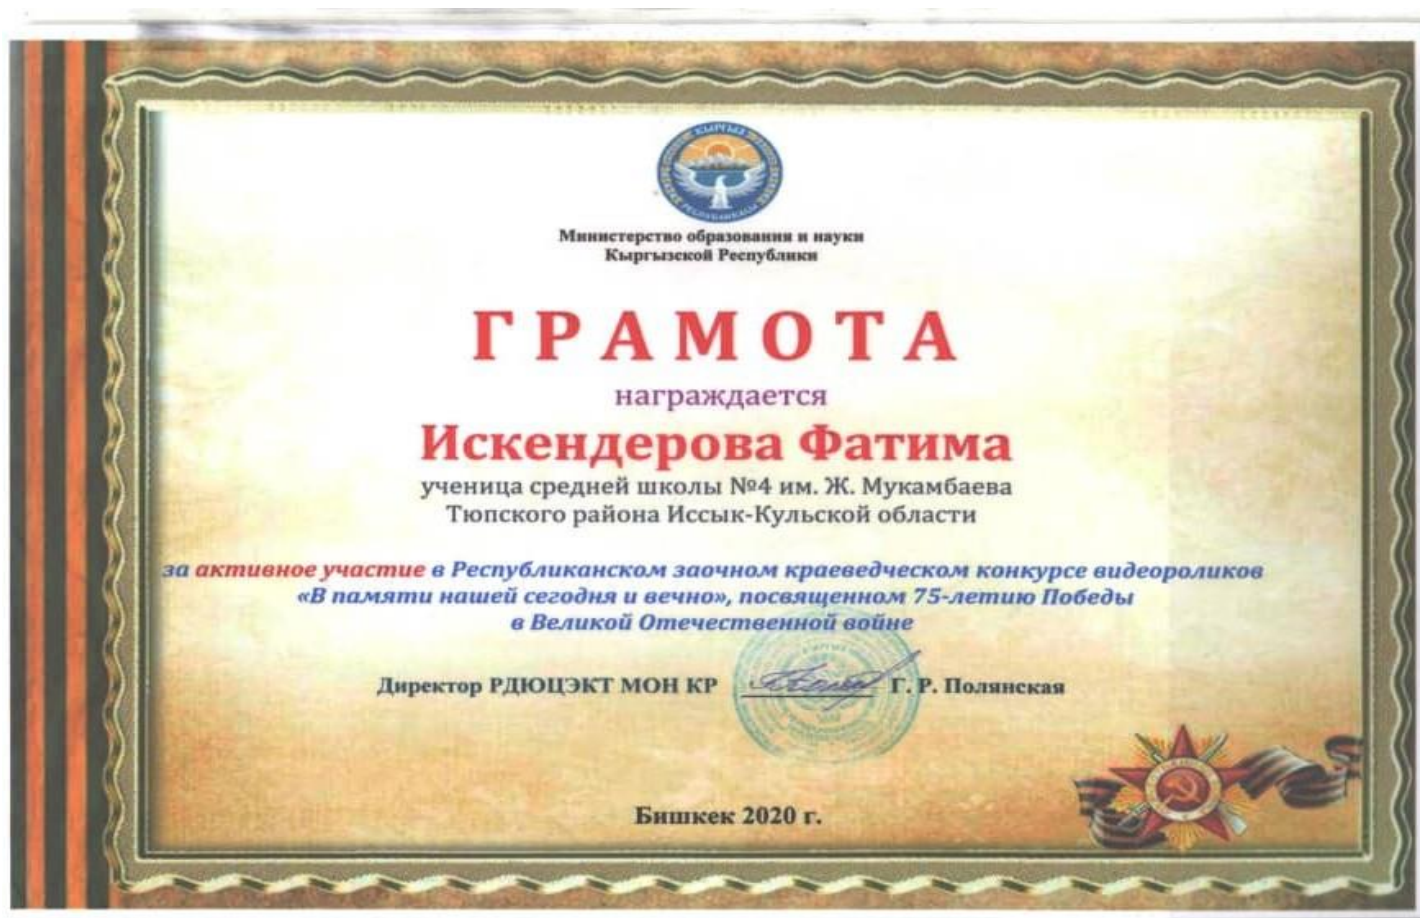 КЫРГЫЗ
РЕСПУБЛИКАСЫ
Министерство образования и науки
Кыргызской Республики
ГРАМОТА
награждается
Искендерова Фатима
ученица средней школы №4 им. Ж. Мукамбаева
Тюпского района Иссык-Кульской области
за активное участие в Республиканском заочном краеведческом конкурсе видеороликов
«В памяти нашей сегодня и вечно», посвященном 75-летию Победы
в Великой Отечественной войне
Директор РДЮЦЭКТ МОН КР Г. Р. Полянская
Бишкек 2020 г.